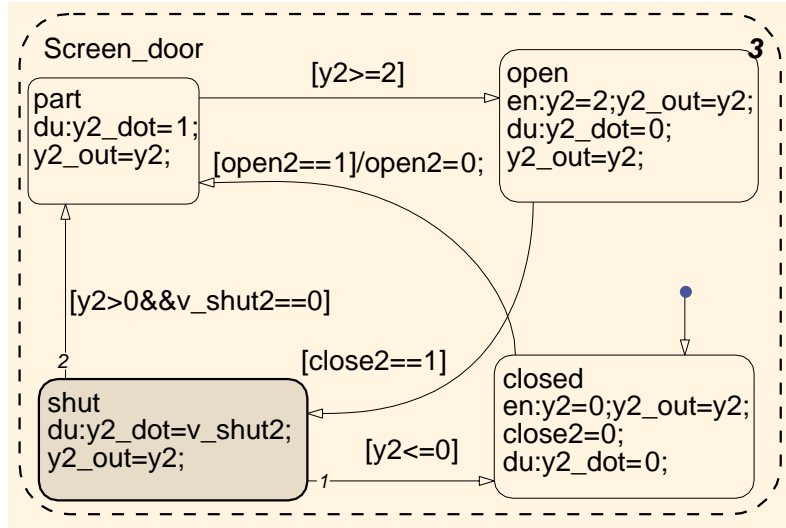 Screen_door
3
[y2>=2]
part
du:y2_dot=1;
y2_out=y2;
open
en:y2=2;y2_out=y2;
du:y2_dot=0;
y2_out=y2;
[open2==1]/open2=0;
[y2>0&&v_shut2==0]
2
[close2==1]
shut
du:y2_dot=v_shut2;
y2_out=y2;
[y2<=0]
1
closed
en:y2=0;y2_out=y2;
close2=0;
du:y2_dot=0;